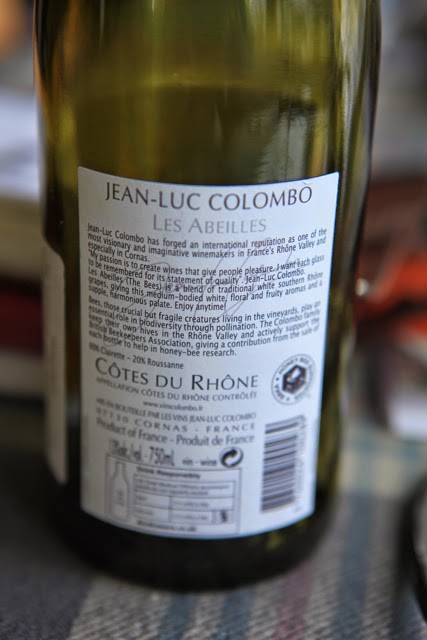 JEAN-LUC COLOMBO
LES ABEILLES
Jean-Luc Colombo has forged an international reputation as one of the
most visionary and imaginative winemakers in France's Rhône Valley and
especially in Cornas.
"My passion is to create wines that give people pleasure. I want each glass
to be remembered for its statement of quality". Jean-Luc Colombo.
Les Abeilles (The Bees) is a blend of traditional white southern Rhône
grapes, giving this medium-bodied white, floral and fruity aromas and a
supple, harmonious palate. Enjoy anytime!
Bees, those crucial but fragile creatures living in the vineyards, play an
essential role in biodiversity through pollination. The Colombo family
keep their own hives in the Rhône Valley and actively support the
British Beekeepers Association, giving a contribution from the sale of
each bottle to help in honey-bee research.
80% Clairette – 20% Roussanne
CÔTES DU RHÔNE
APPELLATION CÔTES DU RHÔNE CONTRÔLÉE
MIS EN BOUTEILLE PAR LES VINS JEAN-LUC COLOMBO
www.vinscolombo.fr
07130 CORNAS - FRANCE
Product of France - Produit de France
750mL vin - wine
Drink Responsibly